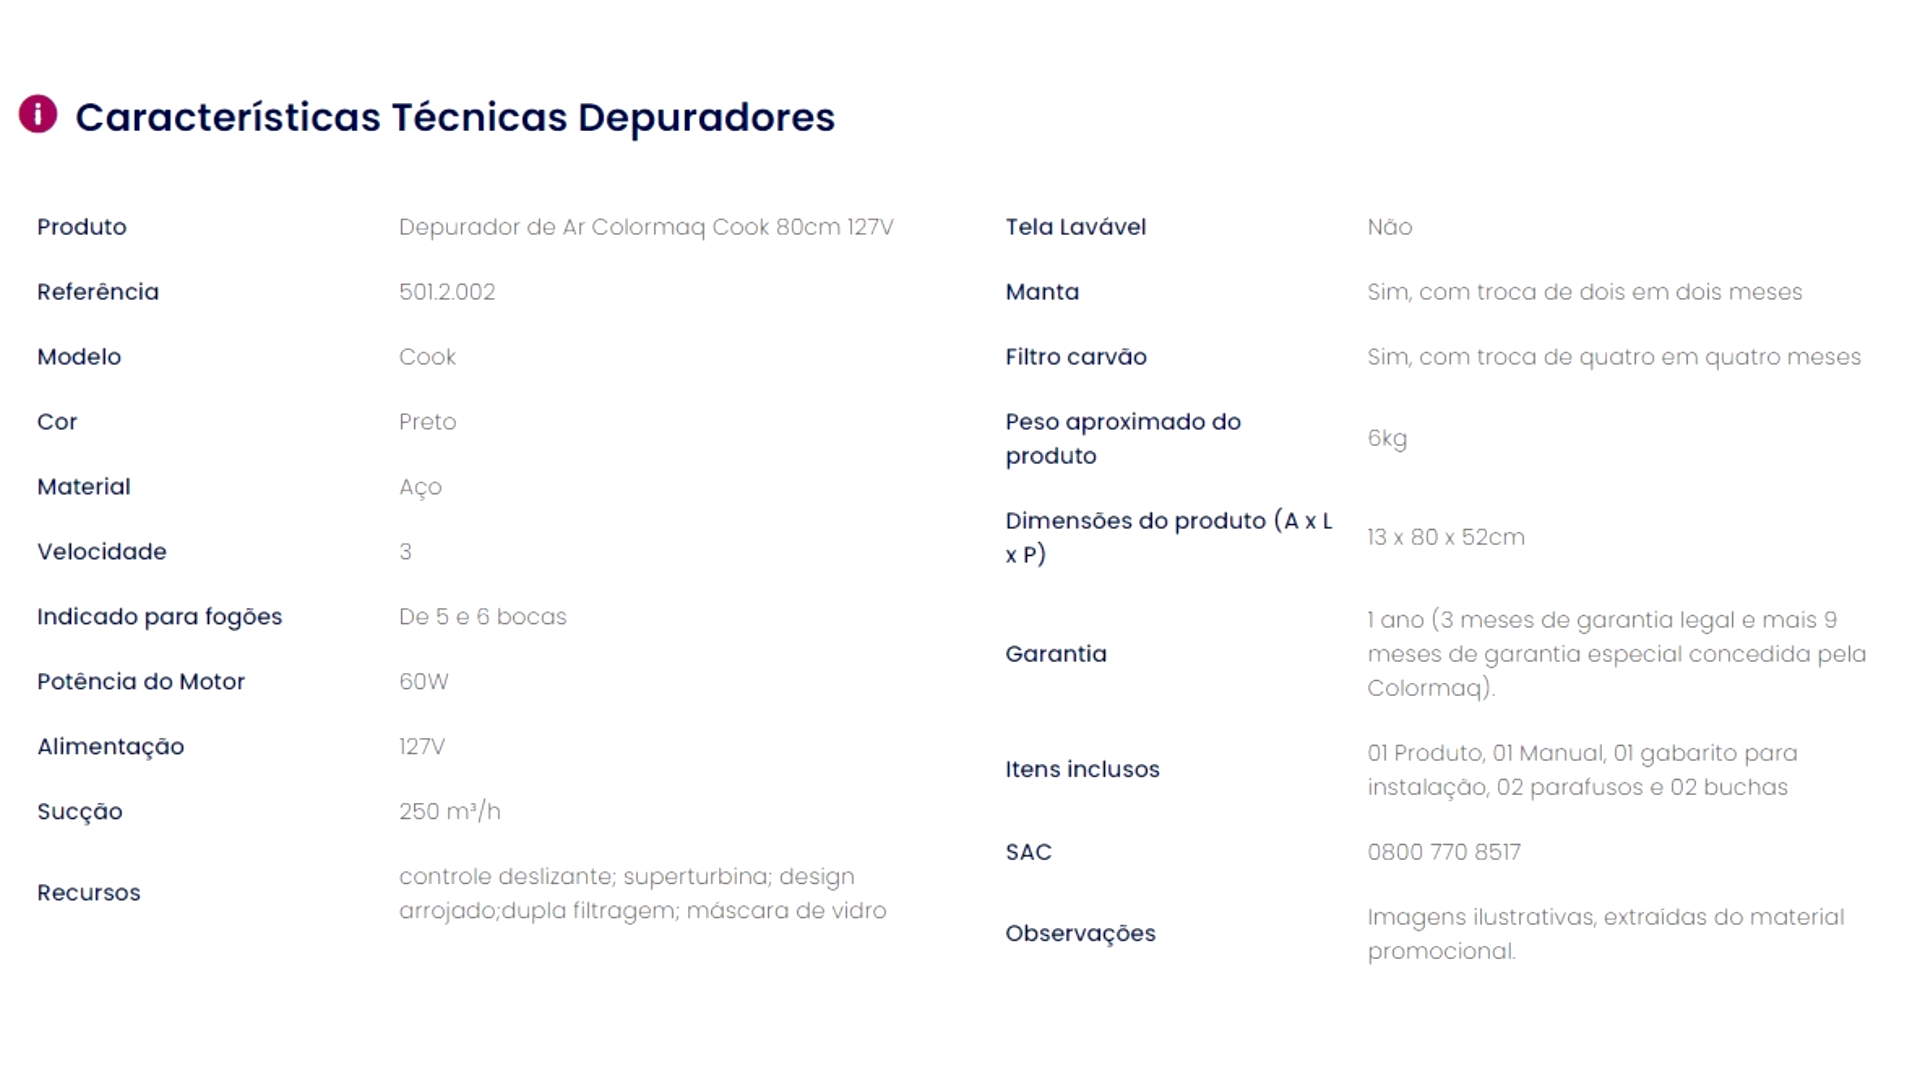 Características Técnicas Depuradores
Produto
Depurador de Ar Colormaq Cook 80cm 127V
Referência
501.2.002
Modelo
Cook
Cor
Preto
Material
Aço
Velocidade
3
Indicado para fogões
De 5 e 6 bocas
Potência do Motor
60W
Alimentação
127V
Sucção
250 m³/h
Recursos
controle deslizante; superturbina; design
arrojado;dupla filtragem; máscara de vidro
Tela Lavável
Não
Manta
Sim, com troca de dois em dois meses
Filtro carvão
Sim, com troca de quatro em quatro meses
Peso aproximado do
produto
6kg
Dimensões do produto (A x L
x P)
13 x 80 x 52cm
Garantia
1 ano (3 meses de garantia legal e mais 9
meses de garantia especial concedida pela
Colormaq).
Itens inclusos
01 Produto, 01 Manual, 01 gabarito para
instalação, 02 parafusos e 02 buchas
SAC
0800 770 8517
Observações
Imagens ilustrativas, extraídas do material
promocional.